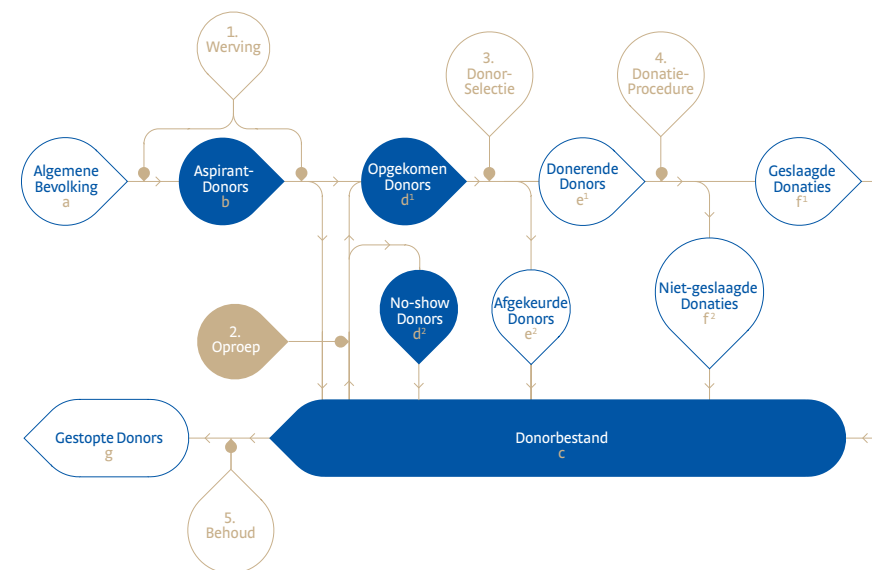 1.
Werving
3.
Donor-
Selectie
4.
Donatie-
Procedure
Algemene
Bevolking
a
Aspirant-
Donors
b
Opgekomen
Donors
d¹
Donerende
Donors
e¹
Geslaagde
Donaties
f¹
No-show
Donors
d²
Afgekeurde
Donors
e²
Niet-geslaagde
Donaties
f²
2.
Oproep
Gestopte Donors
g
Donorbestand
c
5.
Behoud